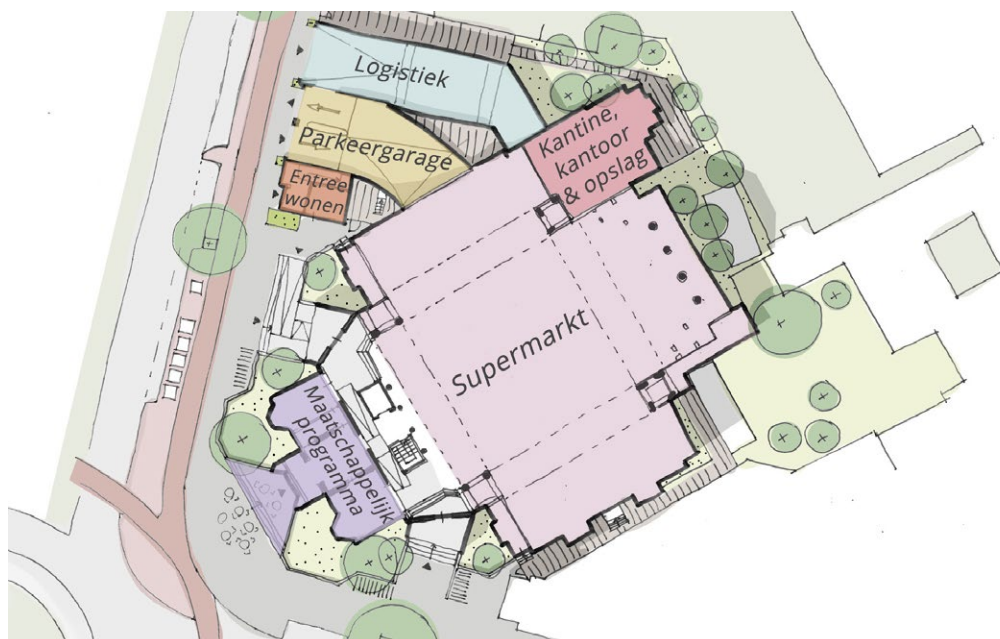 Logistiek
Parkeergarage
Entree
wonen
Kantine,
kantoor
& opslag
Supermarkt
Maatschappelijk
programma